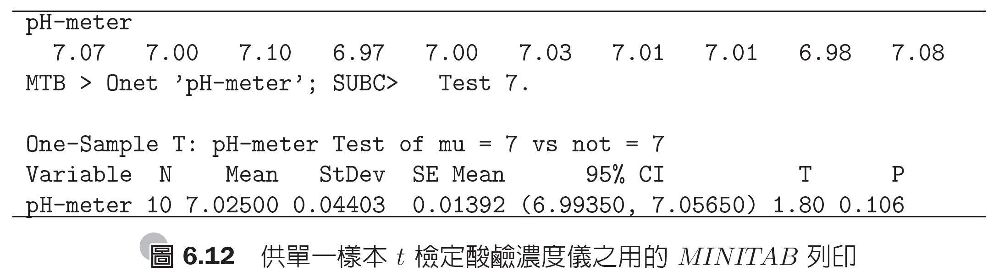 pH-meter
7.07 7.00 7.10 6.97 7.00 7.03 7.01 7.01 6.98 7.08
MTB > Onet ’pH-meter’; SUBC> Test 7.
One-Sample T: pH-meter Test of mu = 7 vs not = 7
Variable N Mean StDev SE Mean 95% CI T P
pH-meter 10 7.02500 0.04403 0.01392 (6.99350, 7.05650) 1.80 0.106
圖 6.12 供單一樣本 t 檢定酸鹼濃度儀之用的 MINITAB 列印